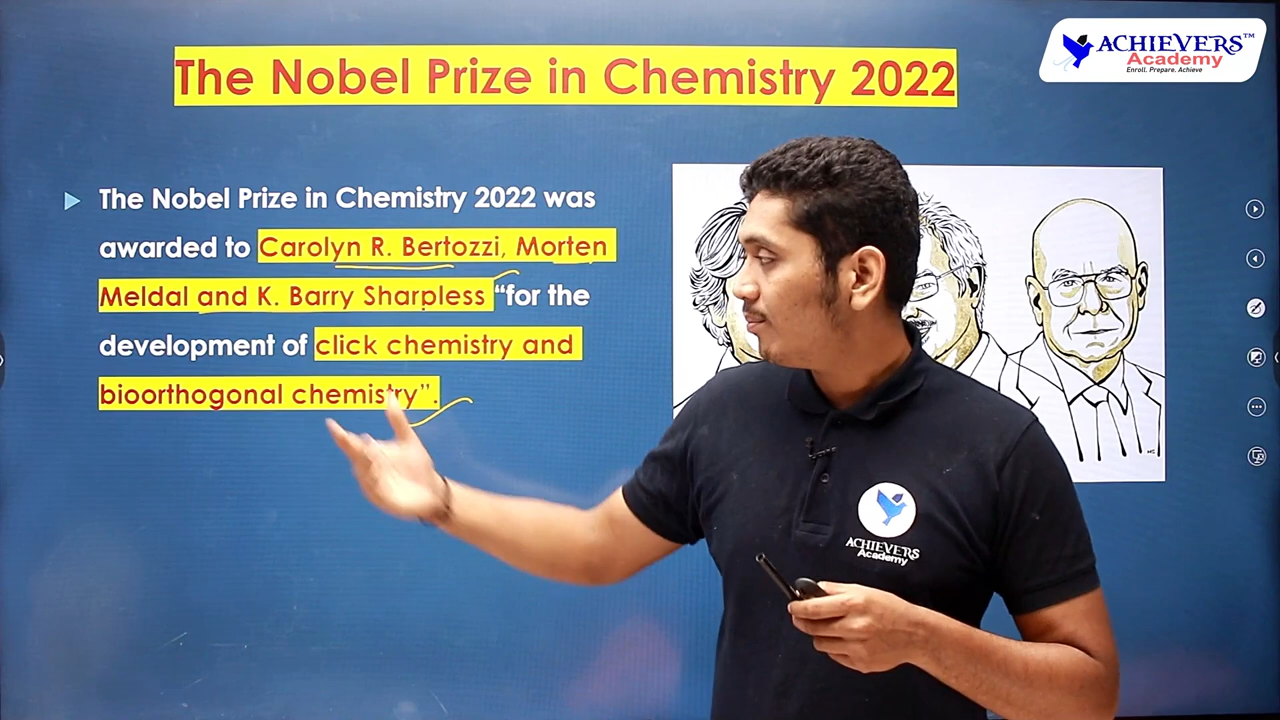 The Nobel Prize in Chemistry 2022
ACHIEVERS™
Academy
Enroll. Prepare. Achieve
The Nobel Prize in Chemistry 2022 was
awarded to Carolyn R. Bertozzi, Morten
Meldal and K. Barry Sharpless “for the
development of click chemistry and
bioorthogonal chemistry”.
ACHIEVERS
Academy